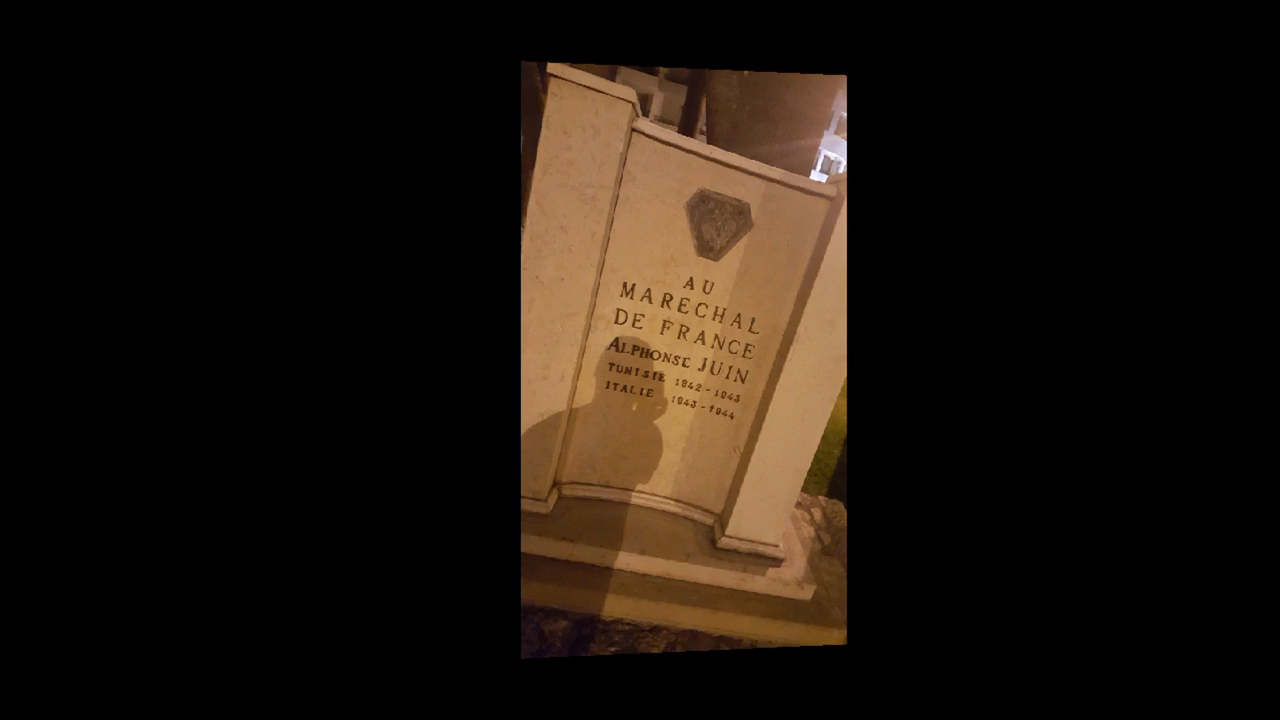 AU
MARECHAL
DE FRANCE
ALPHONSE JUIN
TUNISIE 1942-1943
ITALIE 1943-1944